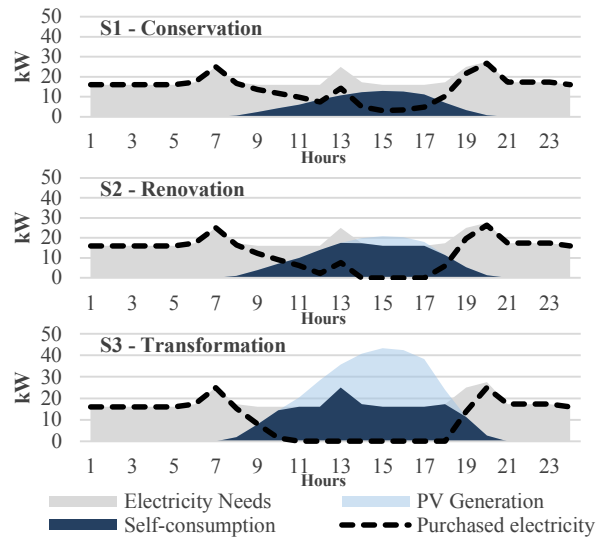 S1 - Conservation
kW
50
40
30
20
10
0
1 3 5 7 9 11 13 15 17 19 21 23
Hours
S2 - Renovation
kW
50
40
30
20
10
0
1 3 5 7 9 11 13 15 17 19 21 23
Hours
S3 - Transformation
kW
50
40
30
20
10
0
1 3 5 7 9 11 13 15 17 19 21 23
Hours
Electricity Needs PV Generation
Self-consumption Purchased electricity